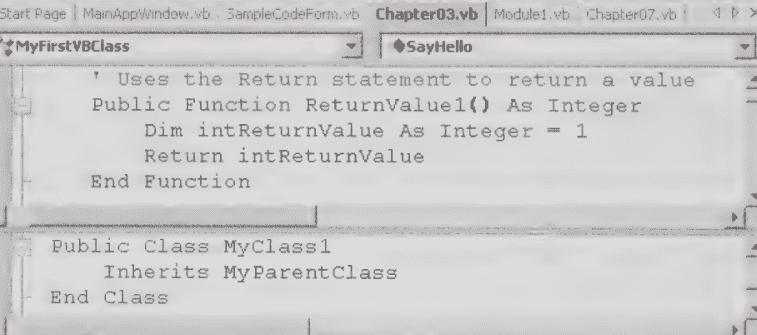 Start Page MainAppWindow.vb SampleCodeForm.vb Chapter03.vb Module1.vb Chapter07.vb
MyFirstVBClass SayHello
' Uses the Return statement to return a value
Public Function ReturnValue1() As Integer
Dim intReturnValue As Integer = 1
Return intReturnValue
End Function
Public Class MyClass1
Inherits MyParentClass
End Class